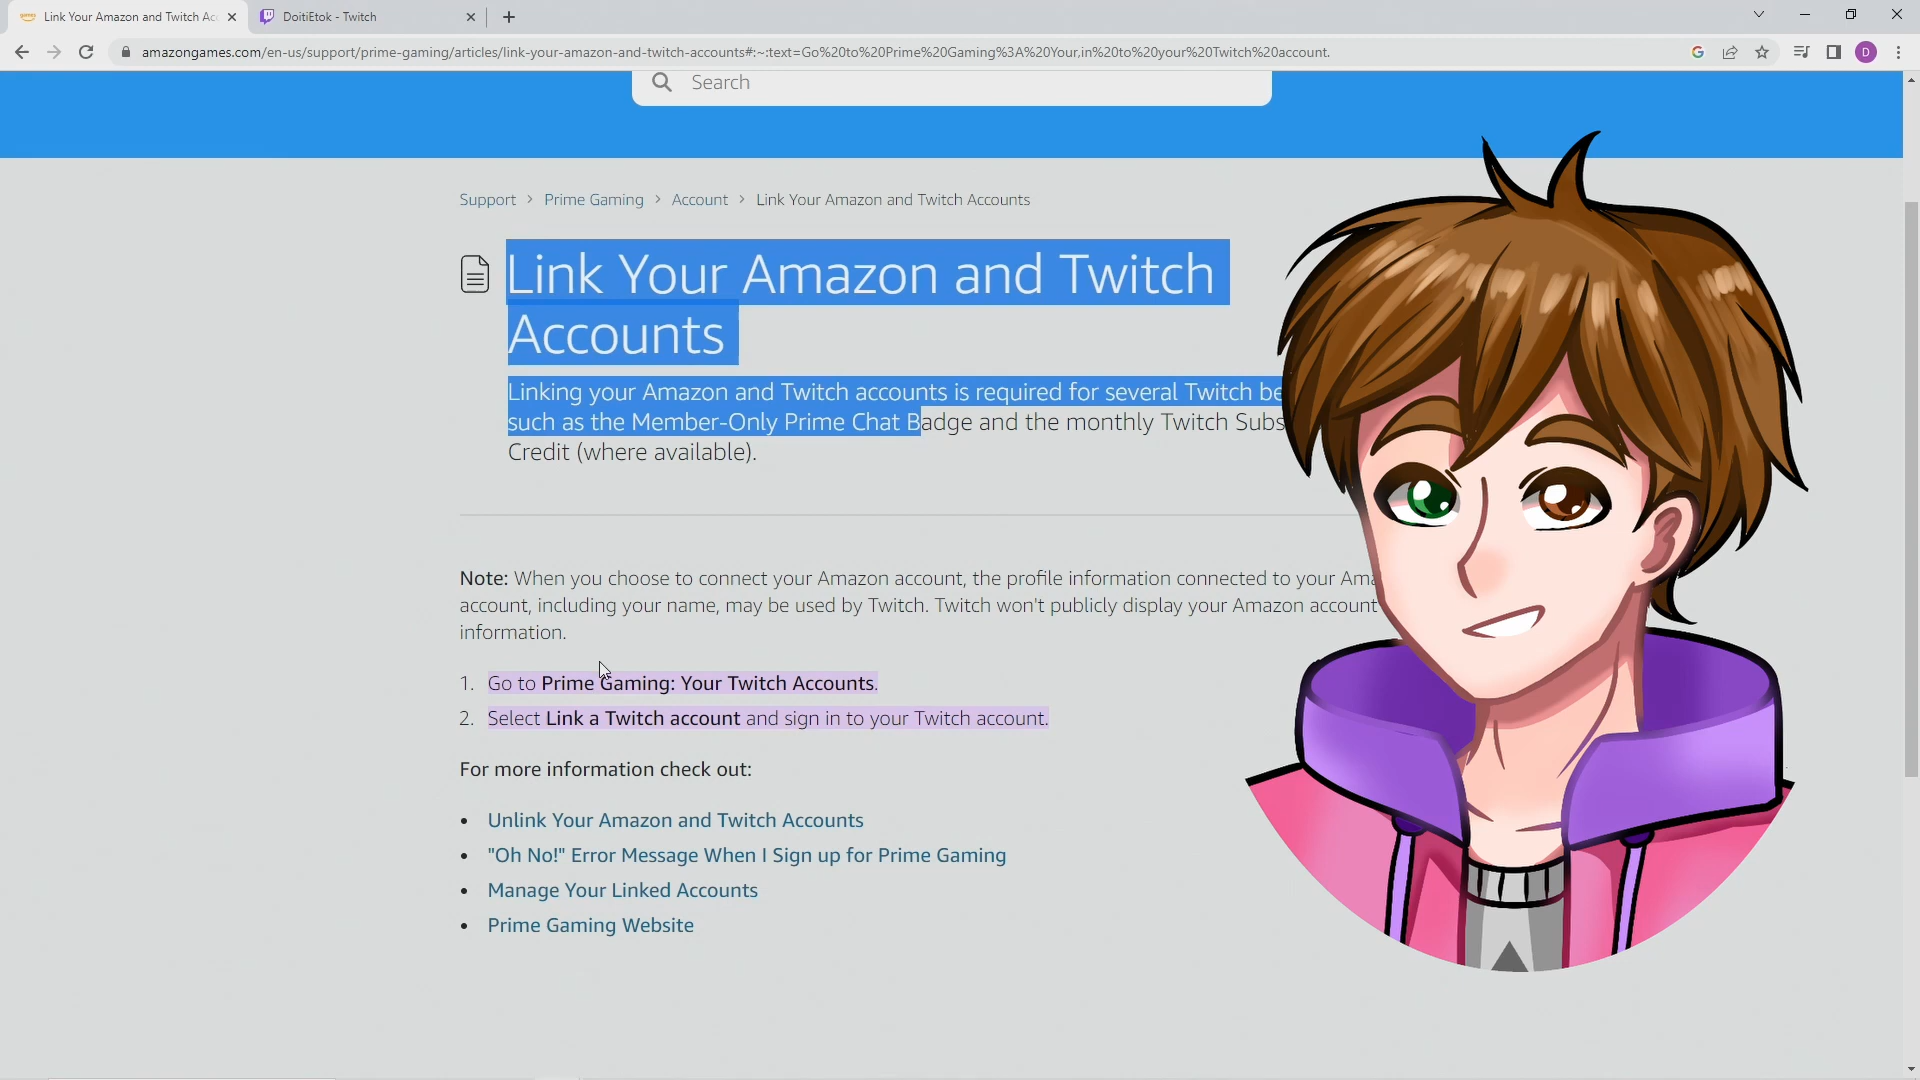 Link Your Amazon and Twitch Ac
DoitiEtok - Twitch
amazongames.com/en-us/support/prime-gaming/articles/link-your-amazon-and-twitch-accounts#:~:text=Go%20to%20Prime%20Gaming%3A%20Your,in%20to%20your%20Twitch%20account.
D
Search
Support > Prime Gaming > Account > Link Your Amazon and Twitch Accounts
Link Your Amazon and Twitch
Accounts
Linking your Amazon and Twitch accounts is required for several Twitch be
such as the Member-Only Prime Chat Badge and the monthly Twitch Subs
Credit (where available).
Note: When you choose to connect your Amazon account, the profile information connected to your Ama
account, including your name, may be used by Twitch. Twitch won't publicly display your Amazon account
information.
1. Go to Prime Gaming: Your Twitch Accounts.
2. Select Link a Twitch account and sign in to your Twitch account.
For more information check out:
• Unlink Your Amazon and Twitch Accounts
• "Oh No!" Error Message When I Sign up for Prime Gaming
• Manage Your Linked Accounts
• Prime Gaming Website